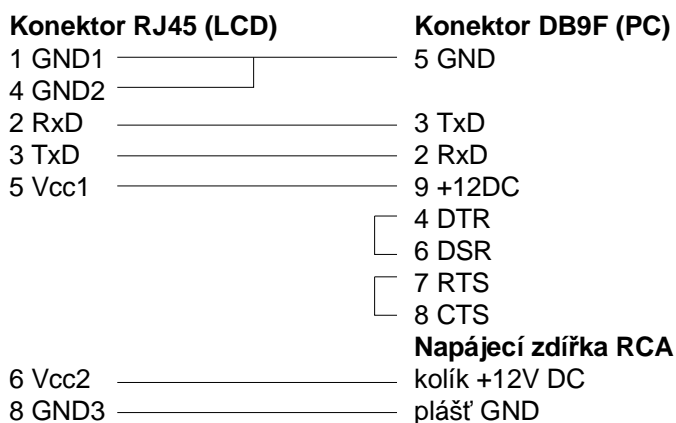 Konektor RJ45 (LCD) Konektor DB9F (PC)
1 GND1 5 GND
4 GND2
2 RxD 3 TxD
3 TxD 2 RxD
5 Vcc1 9 +12DC
4 DTR
6 DSR
7 RTS
8 CTS
Napájecí zdířka RCA
6 Vcc2 kolík +12V DC
8 GND3 plášť GND